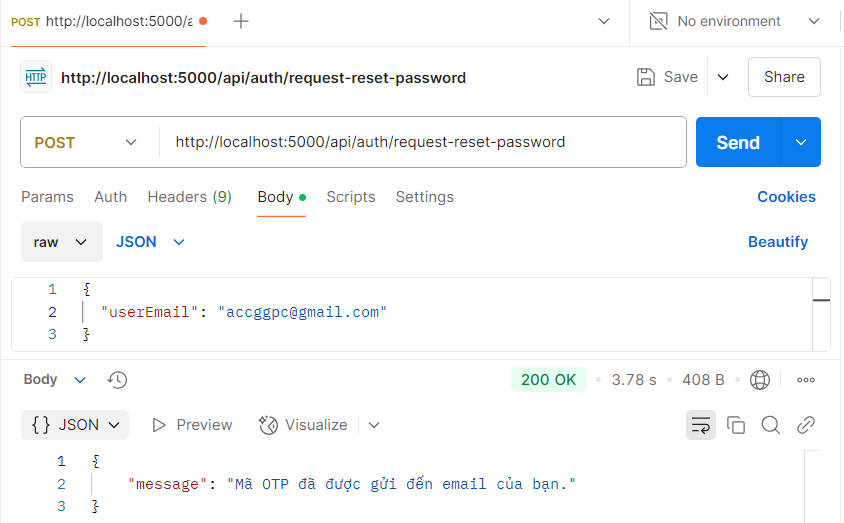 POST http://localhost:5000/a
No environment
HTTP http://localhost:5000/api/auth/request-reset-password
Save
Share
POST http://localhost:5000/api/auth/request-reset-password
Send
Params Auth Headers (9) Body Scripts Settings Cookies
raw JSON Beautify
1 {
2 "userEmail": "accggpc@gmail.com"
3 }
Body 200 OK 3.78 s 408 B
{} JSON Preview Visualize
1 {
2 "message": "Mã OTP đã được gửi đến email của bạn."
3 }